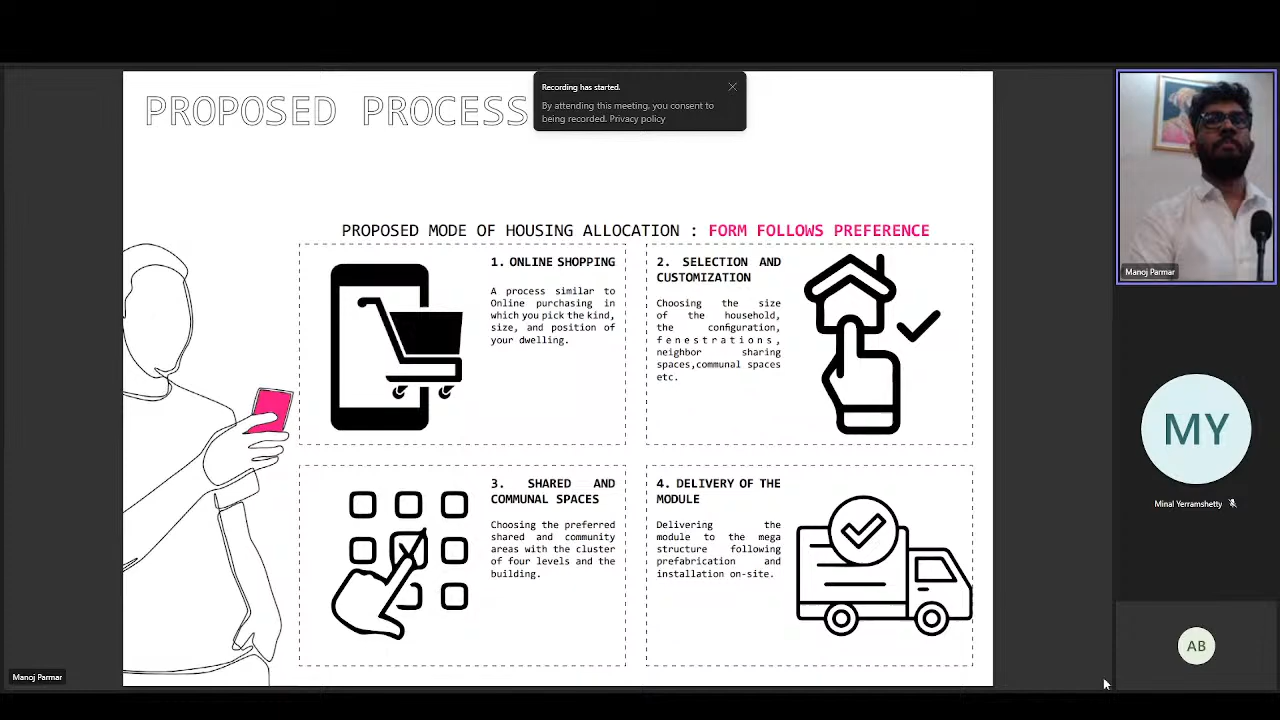 PROPOSED PROCESS
Recording has started.
By attending this meeting, you consent to
being recorded. Privacy policy
PROPOSED MODE OF HOUSING ALLOCATION : FORM FOLLOWS PREFERENCE
1. ONLINE SHOPPING
A process similar to
Online purchasing in
which you pick the kind,
size, and position of
your dwelling.
2. SELECTION AND
CUSTOMIZATION
Choosing the size
of the household,
the configuration,
fenestrations,
neighbor sharing
spaces,communal spaces
etc.
3. SHARED AND
COMMUNAL SPACES
Choosing the preferred
shared and community
areas with the cluster
of four levels and the
building.
4. DELIVERY OF THE
MODULE
Delivering the
module to the mega
structure following
prefabrication and
installation on-site.
Manoj Parmar
Manoj Parmar
MY
Minal Yerramshetty
AB